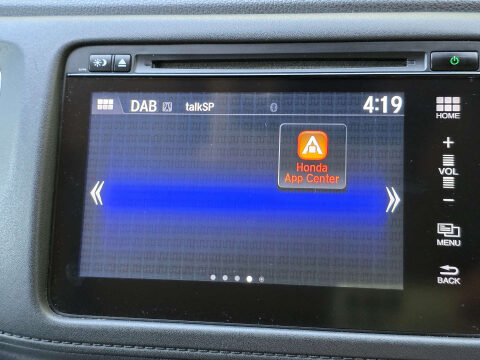 DAB talkSP 4:19
Honda
App Center
HOME
+
VOL
−
MENU
BACK